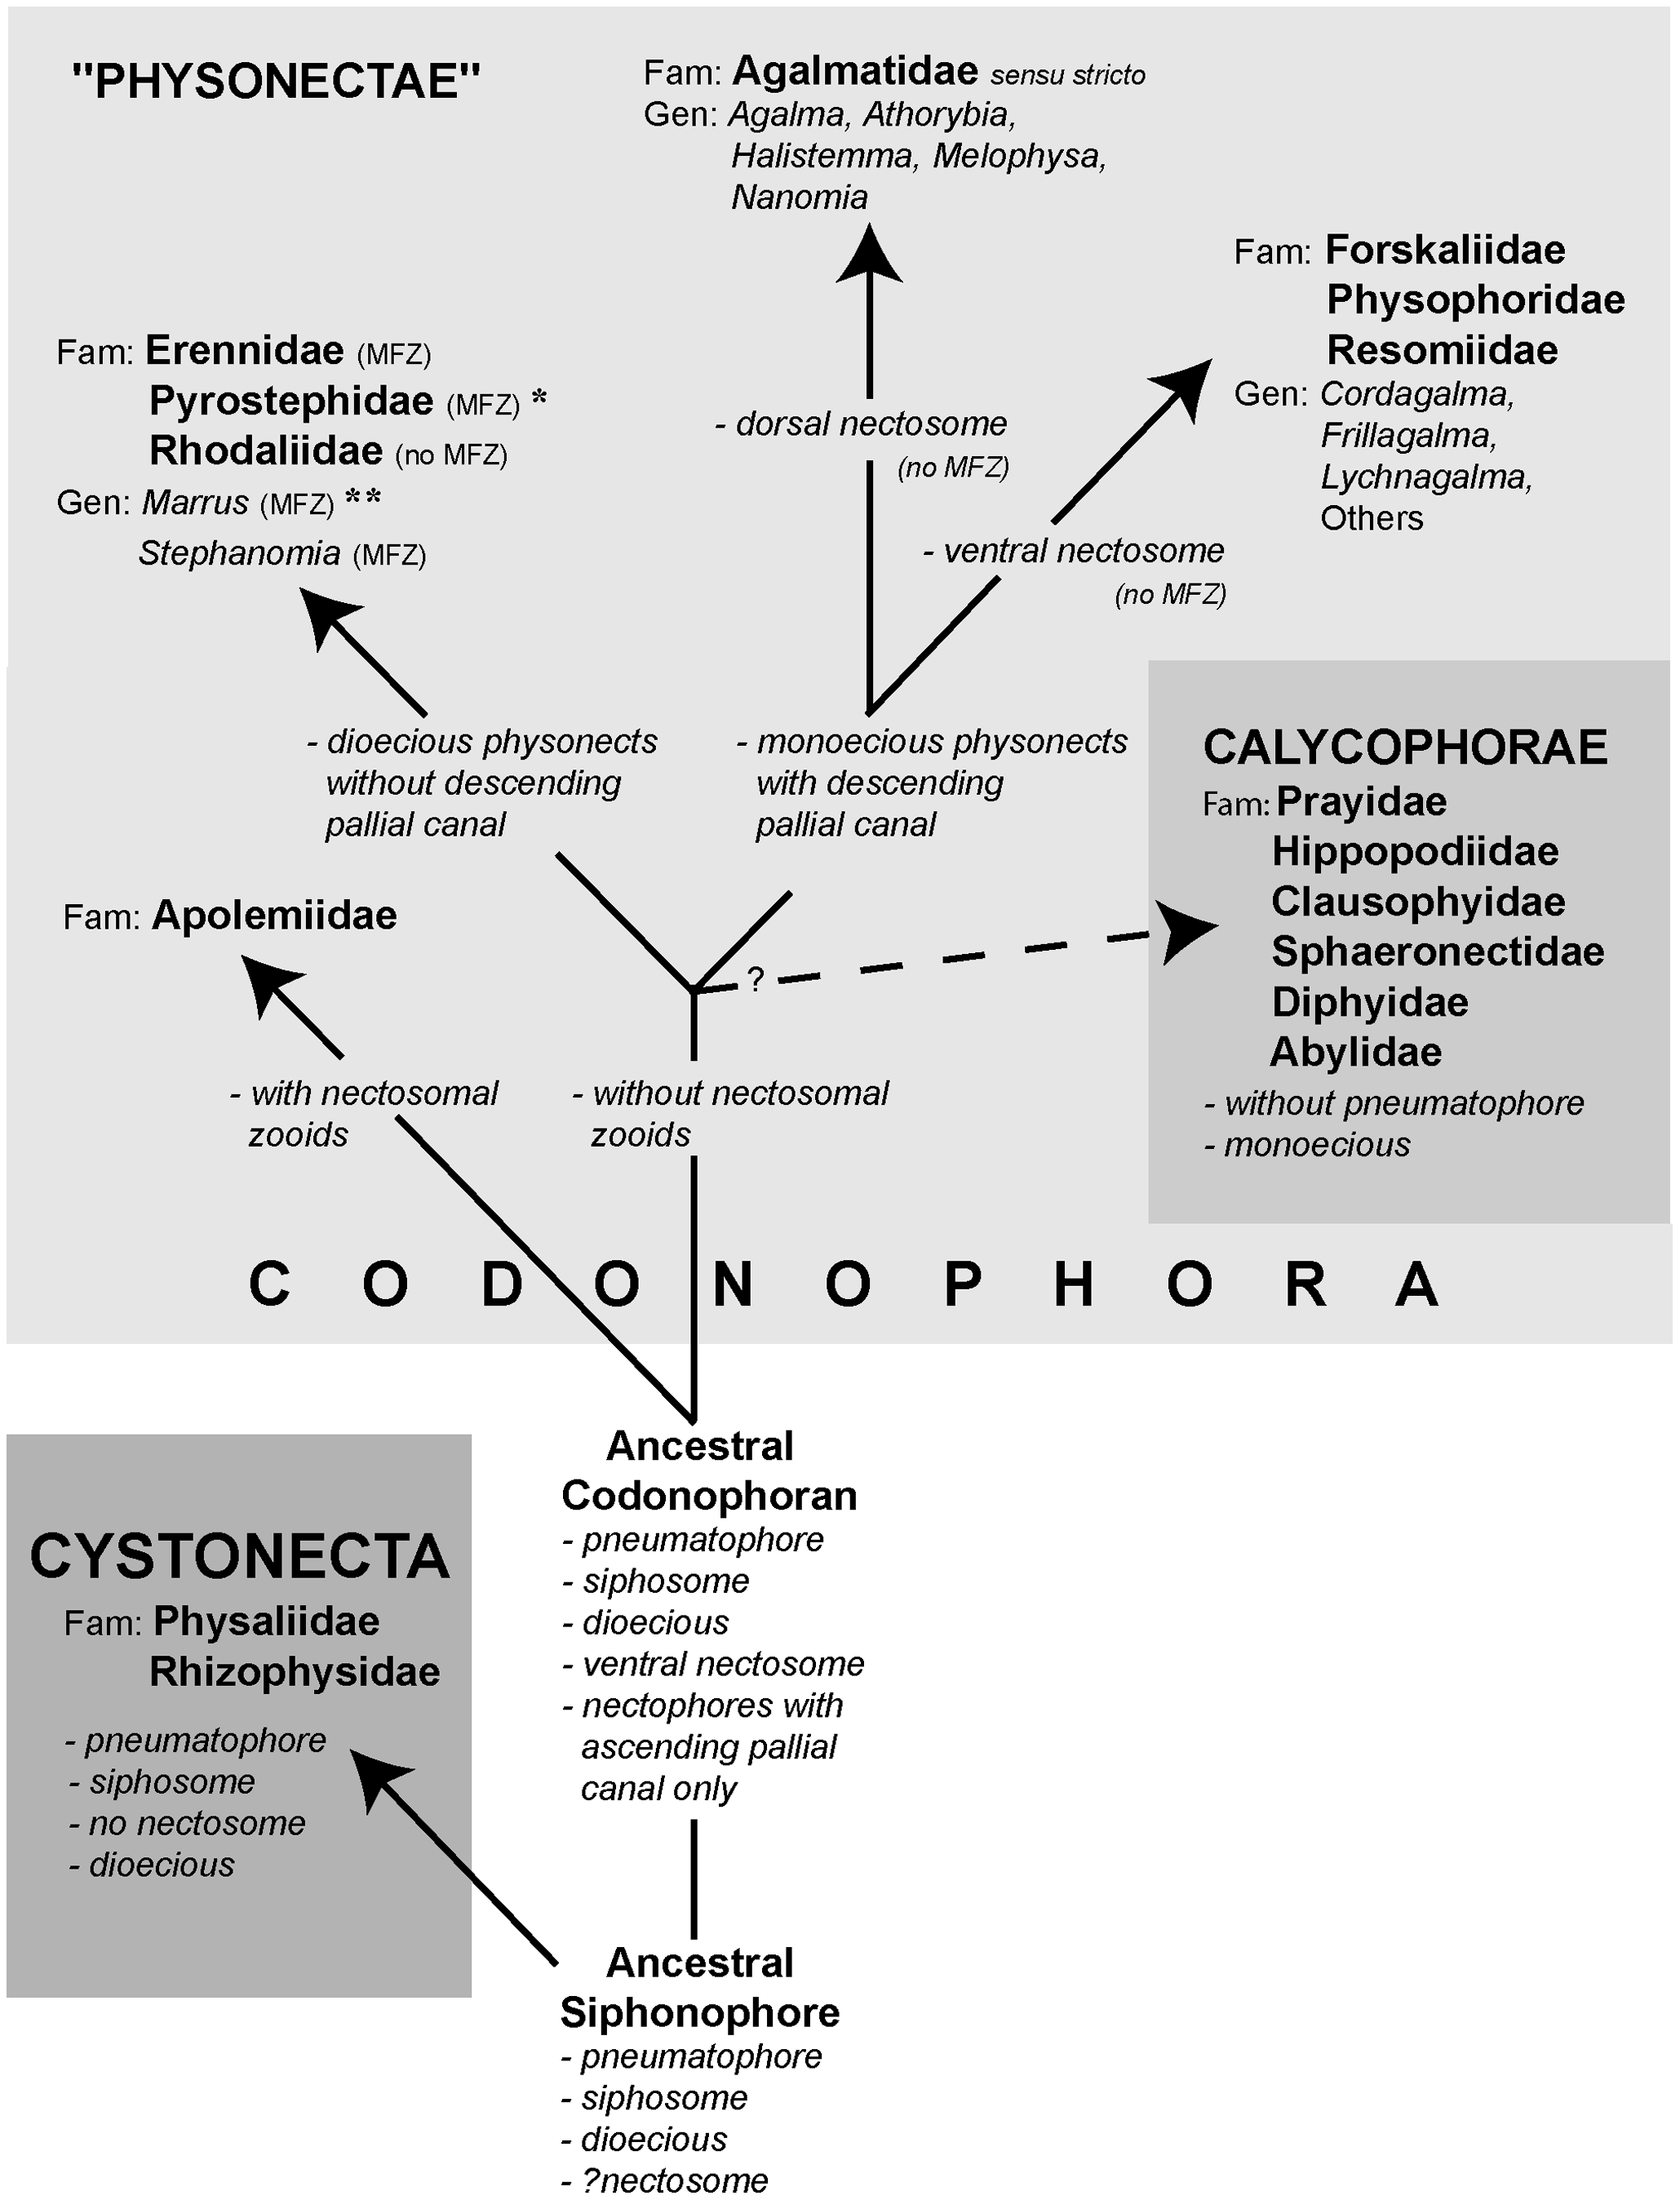 "PHYSONECTAE"
Fam: Agalmatidae sensu stricto
Gen: Agalma, Athorybia,
Halistemma, Melophysa,
Nanomia
Fam: Forskaliidae
Physophoridae
Resomiidae
Gen: Cordagalma,
Frillagalma,
Lychnagalma,
Others
Fam: Erennidae (MFZ)
Pyrostephidae (MFZ) *
Rhodaliidae (no MFZ)
Gen: Marrus (MFZ) **
Stephanomia (MFZ)
- dorsal nectosome
(no MFZ)
- ventral nectosome
(no MFZ)
- dioecious physonects
without descending
pallial canal
- monoecious physonects
with descending
pallial canal
CALYCOPHORAE
Fam: Prayidae
Hippopodiidae
Clausophyidae
Sphaeronectidae
Diphyidae
Abylidae
- without pneumatophore
- monoecious
Fam: Apolemiidae
?
- with nectosomal
zooids
- without nectosomal
zooids
C O D O N O P H O R A
Ancestral
Codonophoran
- pneumatophore
- siphosome
- dioecious
- ventral nectosome
- nectophores with
ascending pallial
canal only
CYSTONECTA
Fam: Physaliidae
Rhizophysidae
- pneumatophore
- siphosome
- no nectosome
- dioecious
Ancestral
Siphonophore
- pneumatophore
- siphosome
- dioecious
- ?nectosome